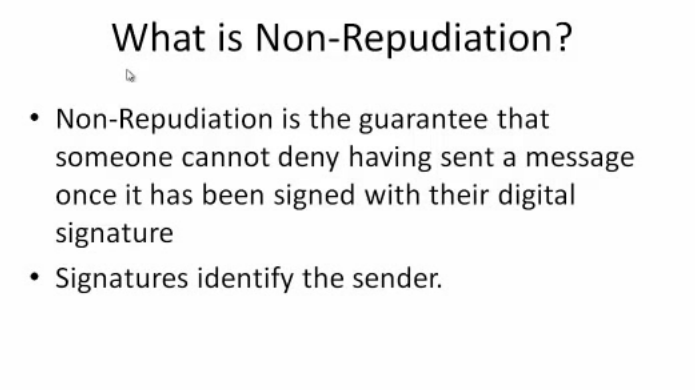 What is Non-Repudiation?
• Non-Repudiation is the guarantee that
someone cannot deny having sent a message
once it has been signed with their digital
signature
• Signatures identify the sender.